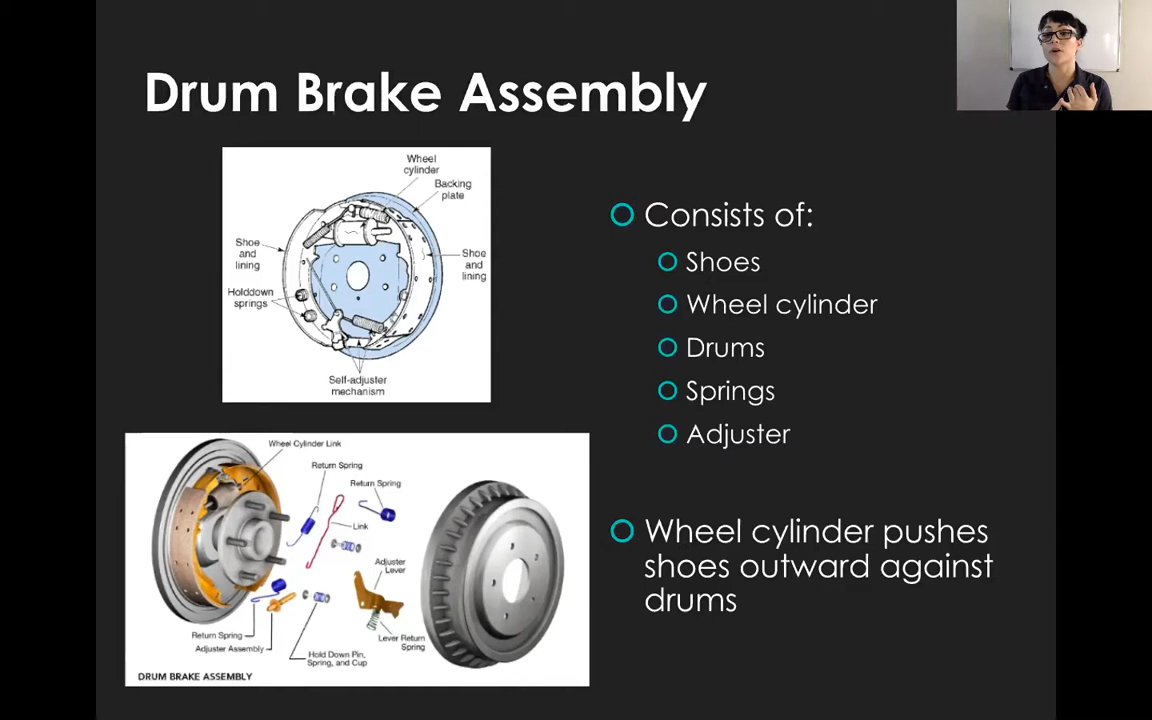 Drum Brake Assembly
Wheel
cylinder
Backing
plate
Shoe
and
lining
Shoe
and
lining
Holddown
springs
Self-adjuster
mechanism
Wheel Cylinder Link
Return Spring
Return Spring
Link
Adjuster
Lever
Return Spring
Adjuster Assembly
Lever Return
Spring
Hold Down Pin,
Spring, and Cup
DRUM BRAKE ASSEMBLY
Consists of:
Shoes
Wheel cylinder
Drums
Springs
Adjuster
Wheel cylinder pushes
shoes outward against
drums